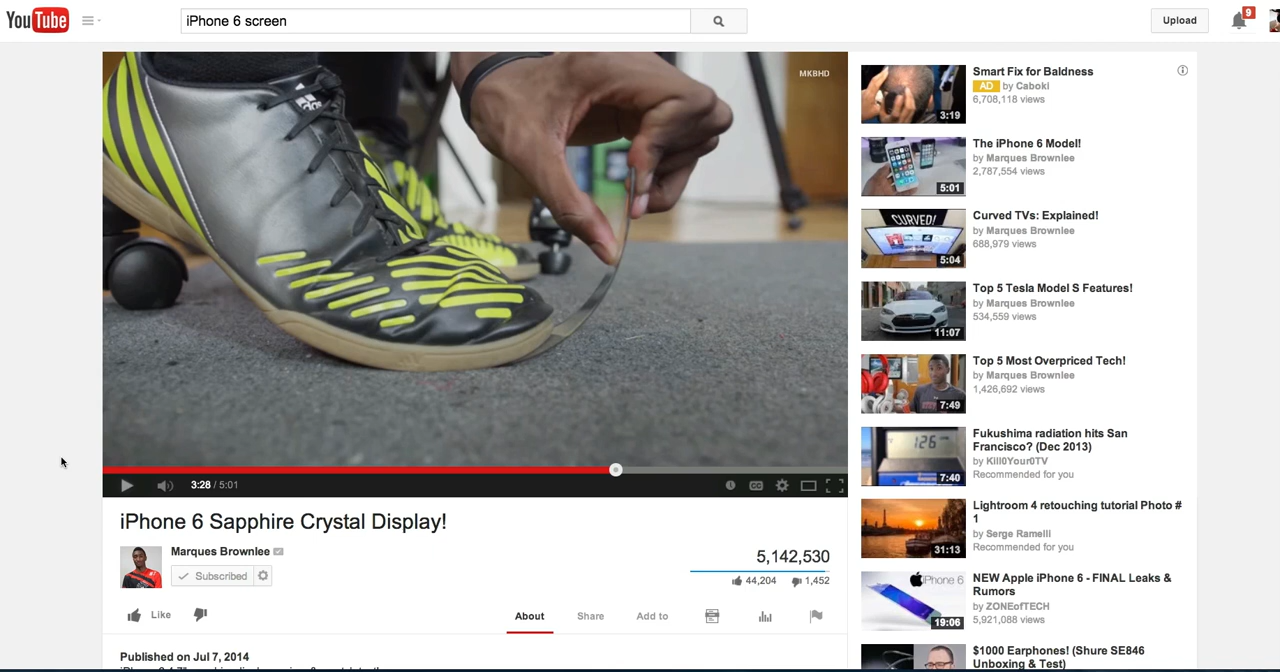 YouTube
iPhone 6 screen
Upload
9
MKBHD
adidas
3:28 / 5:01
CC
iPhone 6 Sapphire Crystal Display!
Marques Brownlee
Subscribed
5,142,530
44,204
1,452
Like
About
Share
Add to
Published on Jul 7, 2014
3:19
Smart Fix for Baldness
AD by Caboki
6,708,118 views
5:01
The iPhone 6 Model!
by Marques Brownlee
2,787,554 views
CURVED!
5:04
Curved TVs: Explained!
by Marques Brownlee
688,979 views
11:07
Top 5 Tesla Model S Features!
by Marques Brownlee
534,559 views
7:49
Top 5 Most Overpriced Tech!
by Marques Brownlee
1,426,692 views
126
7:40
Fukushima radiation hits San
Francisco? (Dec 2013)
by Kill0Your0TV
Recommended for you
31:13
Lightroom 4 retouching tutorial Photo #
1
by Serge Ramelli
Recommended for you
iPhone 6
19:06
NEW Apple iPhone 6 - FINAL Leaks &
Rumors
by ZONEofTECH
5,921,088 views
$1000 Earphones! (Shure SE846
Unboxing & Test)